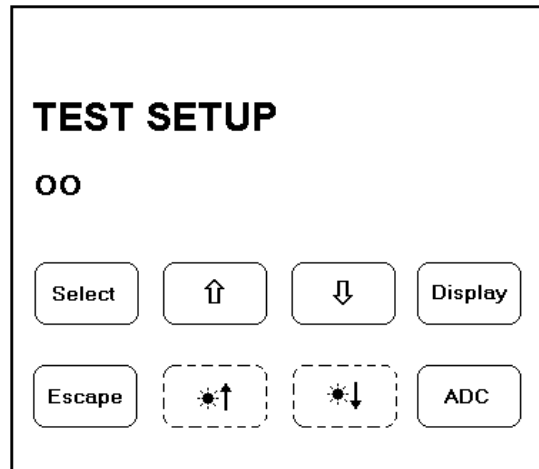 TEST SETUP
oo
Select ⇧ ⇩ Display
Escape ☀↑ ☀↓ ADC